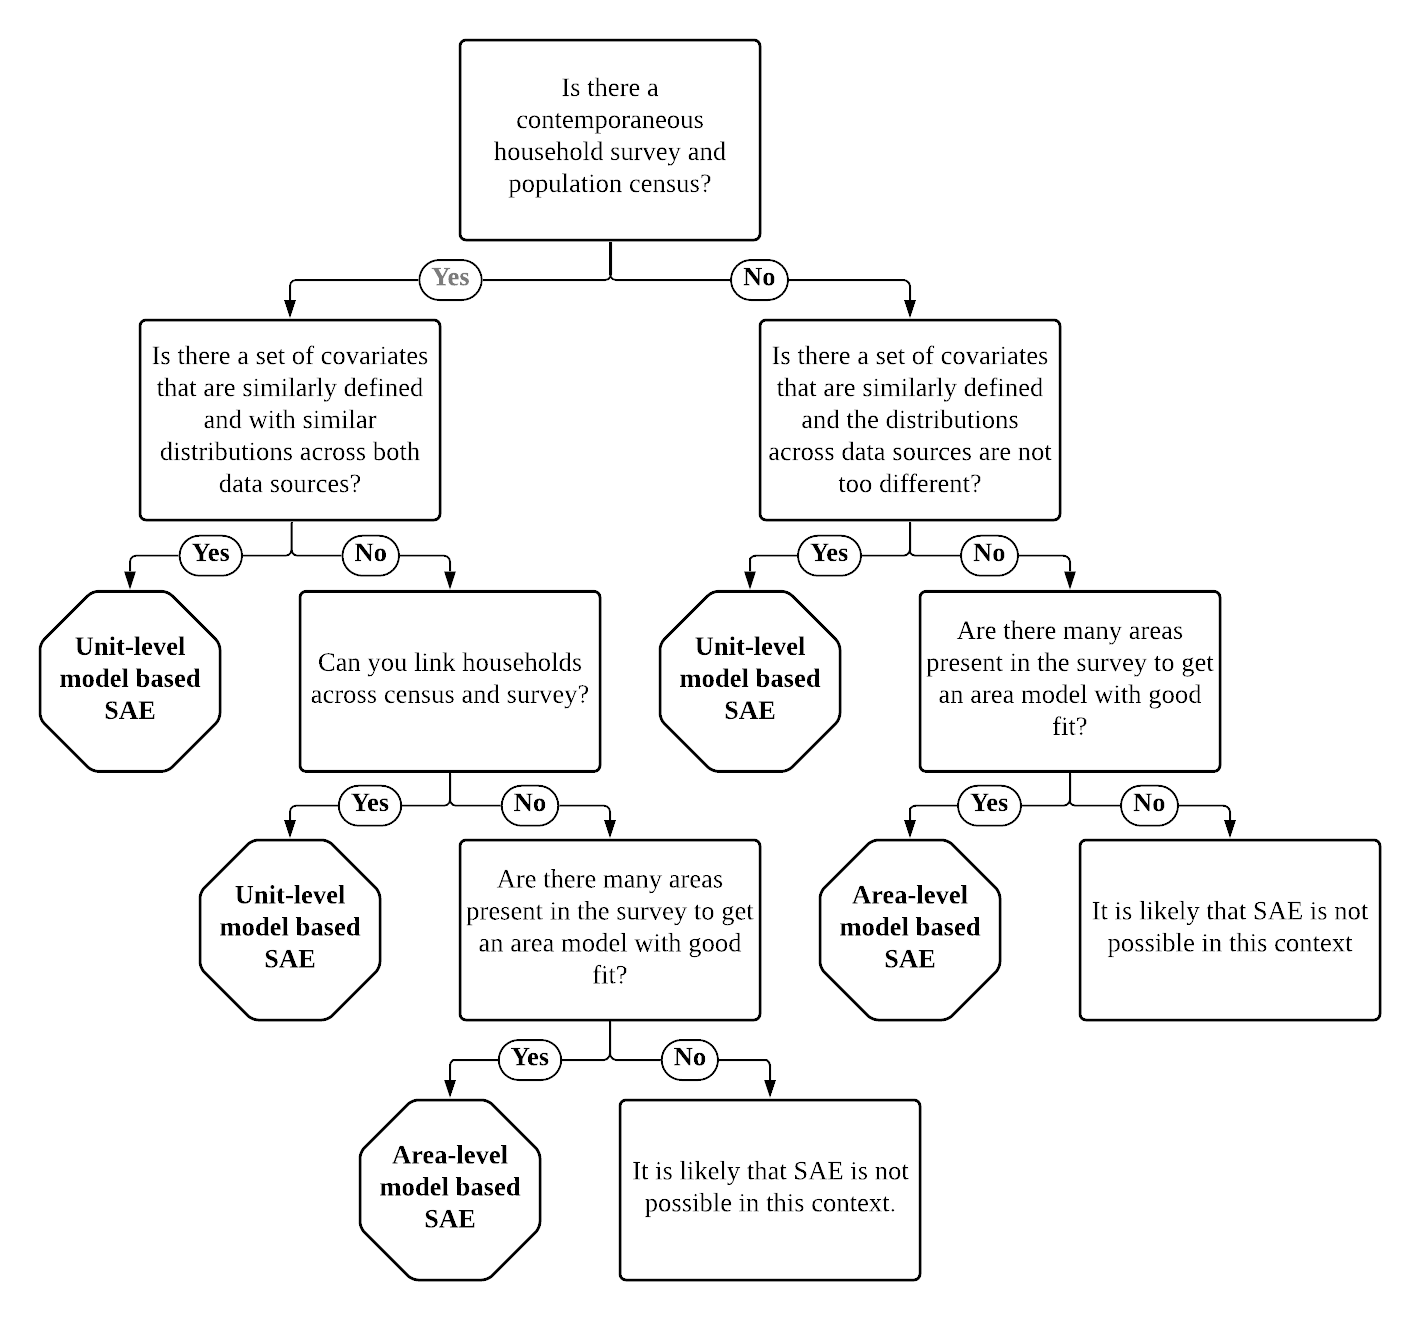 Is there a
contemporaneous
household survey and
population census?
Yes
No
Is there a set of covariates
that are similarly defined
and with similar
distributions across both
data sources?
Is there a set of covariates
that are similarly defined
and the distributions
across data sources are not
too different?
Yes
No
Yes
No
Unit-level
model based
SAE
Can you link households
across census and survey?
Unit-level
model based
SAE
Are there many areas
present in the survey to get
an area model with good
fit?
Yes
No
Yes
No
Unit-level
model based
SAE
Are there many areas
present in the survey to get
an area model with good
fit?
Area-level
model based
SAE
It is likely that SAE is not
possible in this context
Yes
No
Area-level
model based
SAE
It is likely that SAE is not
possible in this context.